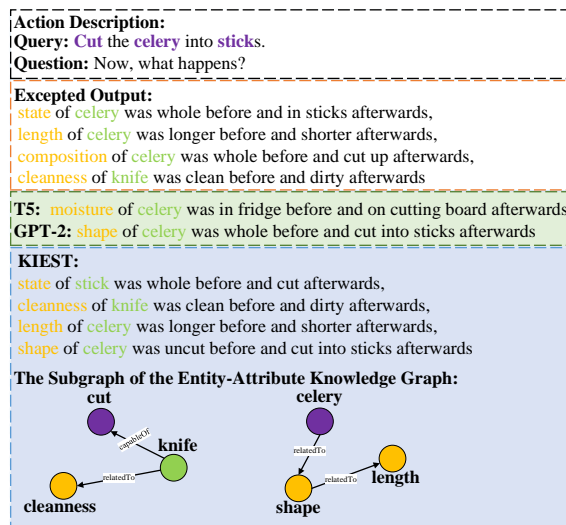 Action Description:
Query: Cut the celery into sticks.
Question: Now, what happens?
Excepted Output:
state of celery was whole before and in sticks afterwards,
length of celery was longer before and shorter afterwards,
composition of celery was whole before and cut up afterwards,
cleanness of knife was clean before and dirty afterwards
T5: moisture of celery was in fridge before and on cutting board afterwards
GPT-2: shape of celery was whole before and cut into sticks afterwards
KIEST:
state of stick was whole before and cut afterwards,
cleanness of knife was clean before and dirty afterwards,
length of celery was longer before and shorter afterwards,
shape of celery was uncut before and cut into sticks afterwards
The Subgraph of the Entity-Attribute Knowledge Graph:
cut
celery
capableOf
knife
relatedTo
relatedTo
relatedTo
length
cleanness
shape